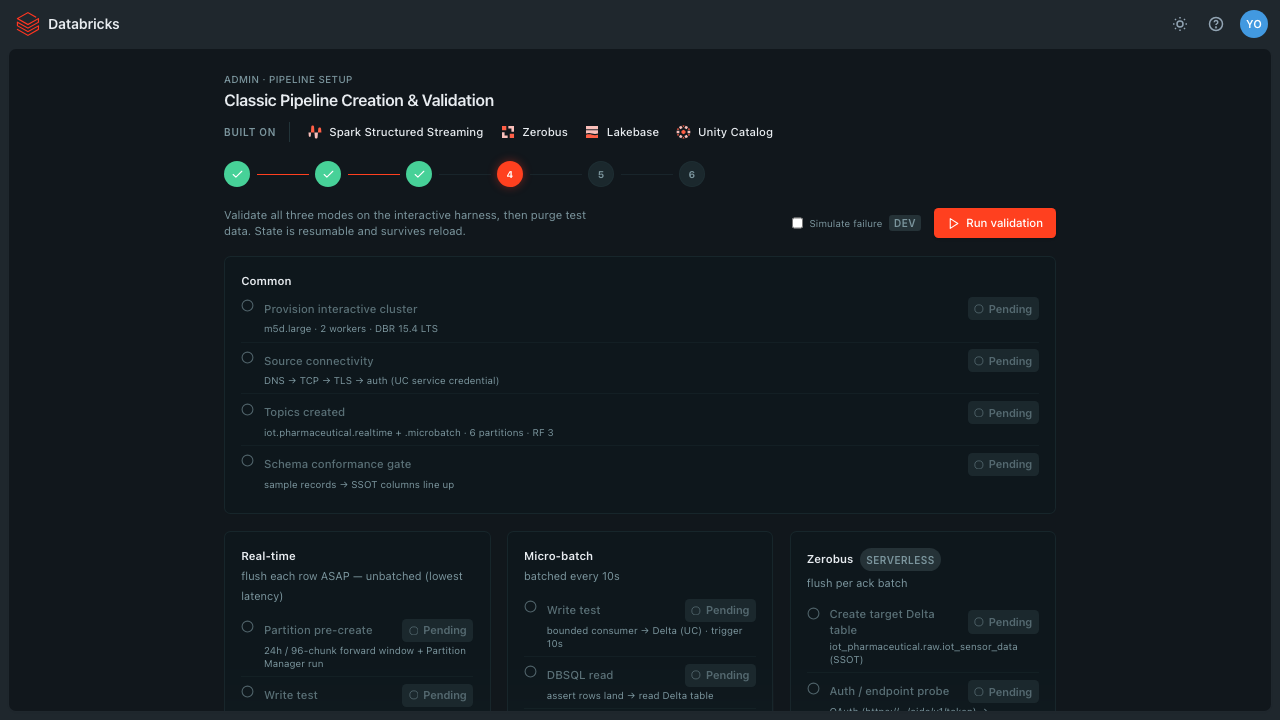 Databricks
YO
ADMIN · PIPELINE SETUP
Classic Pipeline Creation & Validation
BUILT ON
Spark Structured Streaming
Zerobus
Lakebase
Unity Catalog
4
5
6
Validate all three modes on the interactive harness, then purge test
data. State is resumable and survives reload.
Simulate failure
DEV
Run validation
Common
Provision interactive cluster
Pending
m5d.large · 2 workers · DBR 15.4 LTS
Source connectivity
Pending
DNS → TCP → TLS → auth (UC service credential)
Topics created
Pending
iot.pharmaceutical.realtime + .microbatch · 6 partitions · RF 3
Schema conformance gate
Pending
sample records → SSOT columns line up
Real-time
flush each row ASAP — unbatched (lowest
latency)
Partition pre-create
Pending
24h / 96-chunk forward window + Partition
Manager run
Write test
Pending
Micro-batch
batched every 10s
Write test
Pending
bounded consumer → Delta (UC) · trigger
10s
DBSQL read
Pending
assert rows land → read Delta table
Zerobus
SERVERLESS
flush per ack batch
Create target Delta
table
Pending
iot_pharmaceutical.raw.iot_sensor_data
(SSOT)
Auth / endpoint probe
Pending